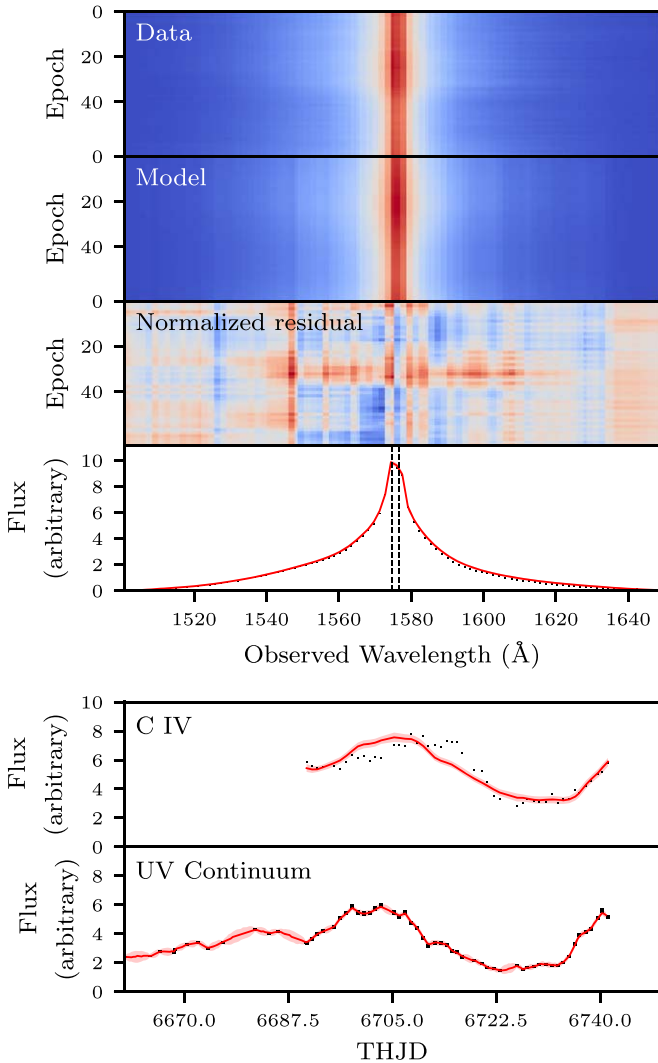 0
Data
20
Epoch
40
0
Model
20
Epoch
40
0
Normalized residual
20
Epoch
40
10
8
6
4
2
0
Flux
(arbitrary)
1520 1540 1560 1580 1600 1620 1640
Observed Wavelength (Å)
10
C IV
8
6
4
2
0
Flux
(arbitrary)
UV Continuum
8
6
4
2
0
Flux
(arbitrary)
6670.0 6687.5 6705.0 6722.5 6740.0
THJD